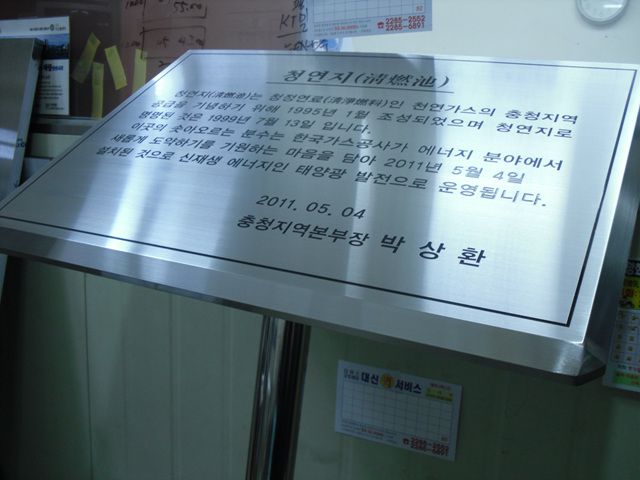 청연지(清燃池)
청연지(清燃池)는 청정연료(清淨燃料)인 천연가스의 충청지역
공급을 기념하기 위해 1995년 1월 조성되었으며 청연지로
명명된 것은 1999년 7월 13일 입니다.
이곳의 솟아오르는 분수는 한국가스공사가 에너지 분야에서
새롭게 도약하기를 기원하는 마음을 담아 2011년 5월 4일
설치된 것으로 신재생 에너지인 태양광 발전으로 운영됩니다.
2011. 05. 04
충청지역본부장 박 상 환
2285-2552
2265-6891
대신 서비스